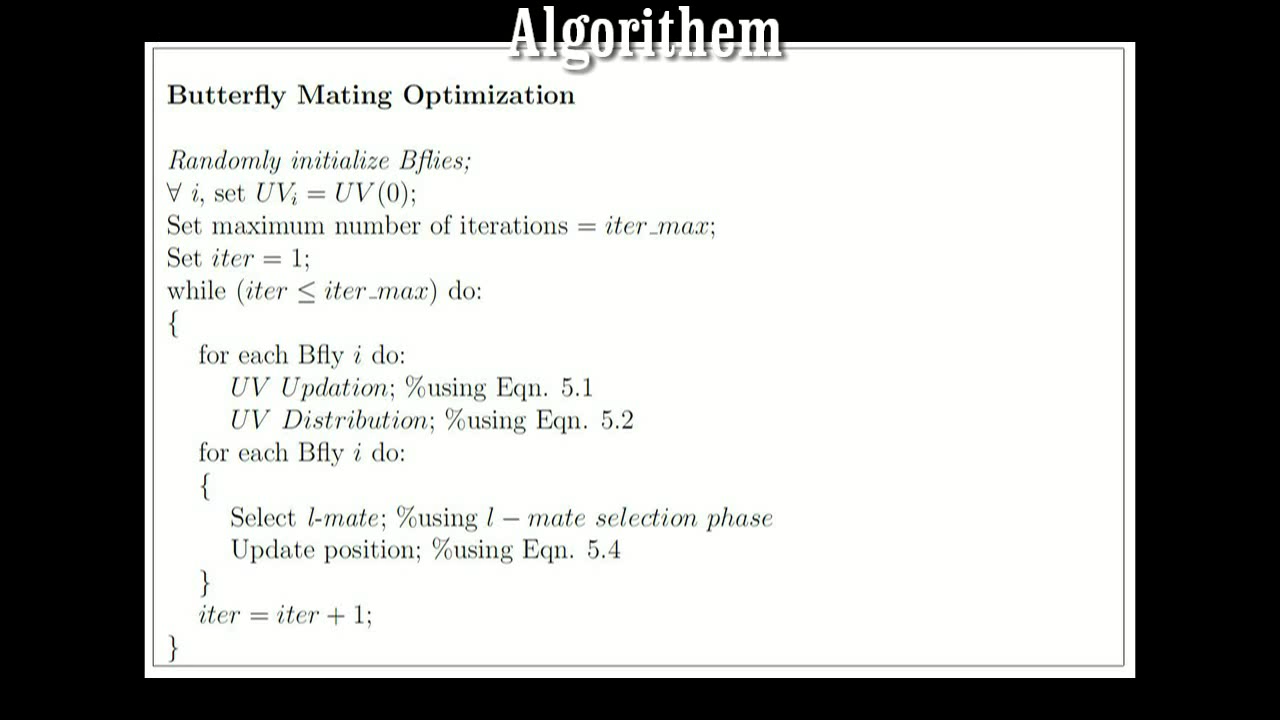 Algorithem
Butterfly Mating Optimization
Randomly initialize Bflies;
∀ i, set UVᵢ = UV(0);
Set maximum number of iterations = iter_max;
Set iter = 1;
while (iter ≤ iter_max) do:
{
for each Bfly i do:
UV Updation; %using Eqn. 5.1
UV Distribution; %using Eqn. 5.2
for each Bfly i do:
{
Select l-mate; %using l − mate selection phase
Update position; %using Eqn. 5.4
}
iter = iter + 1;
}